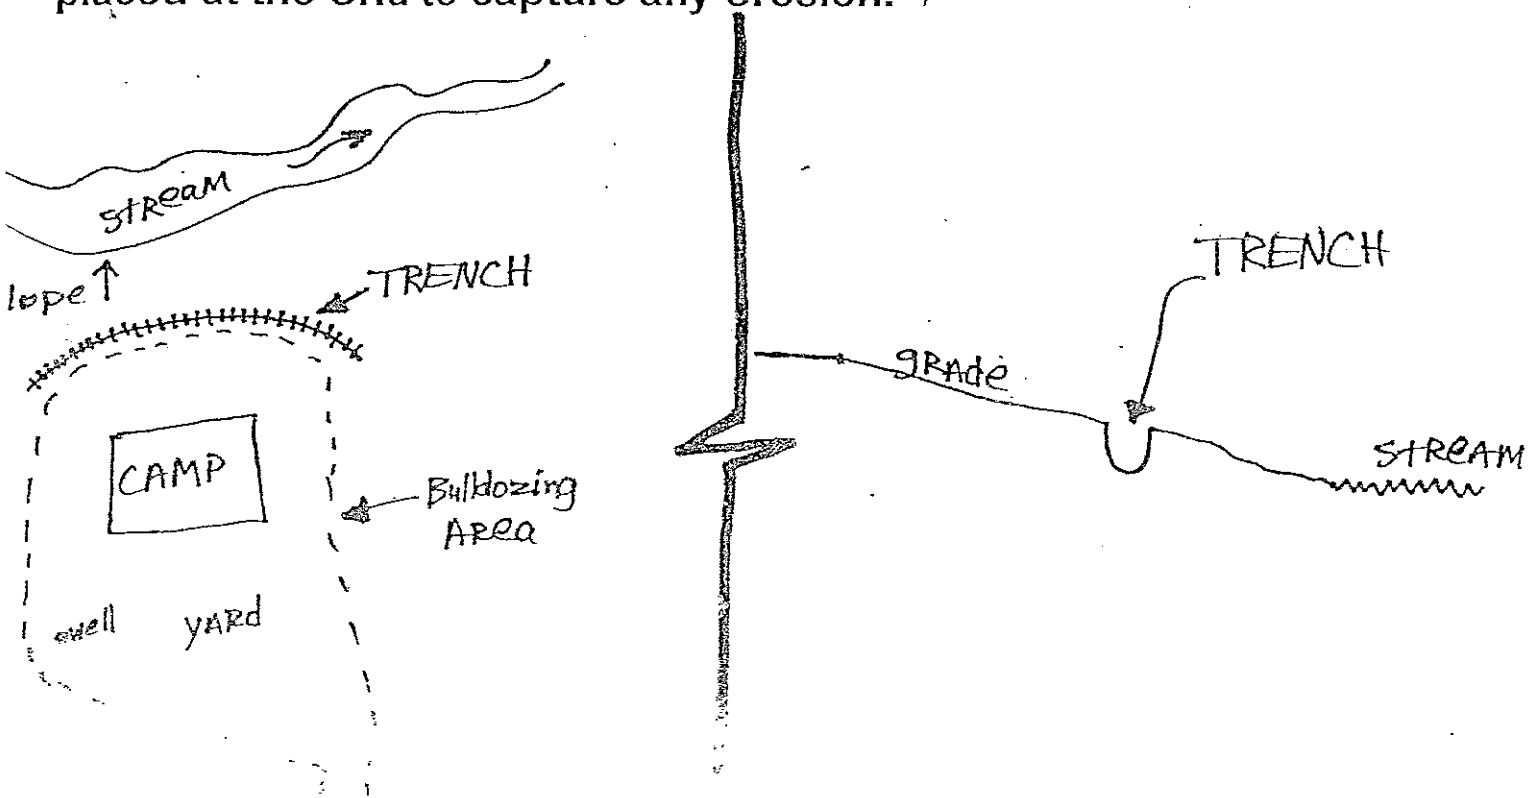 placed at the end to capture any erosion.
stReaM
lope
TRENCH
CAMP
Bulldozing
AReA
well
YARd
gRAde
TRENCH
stReAM